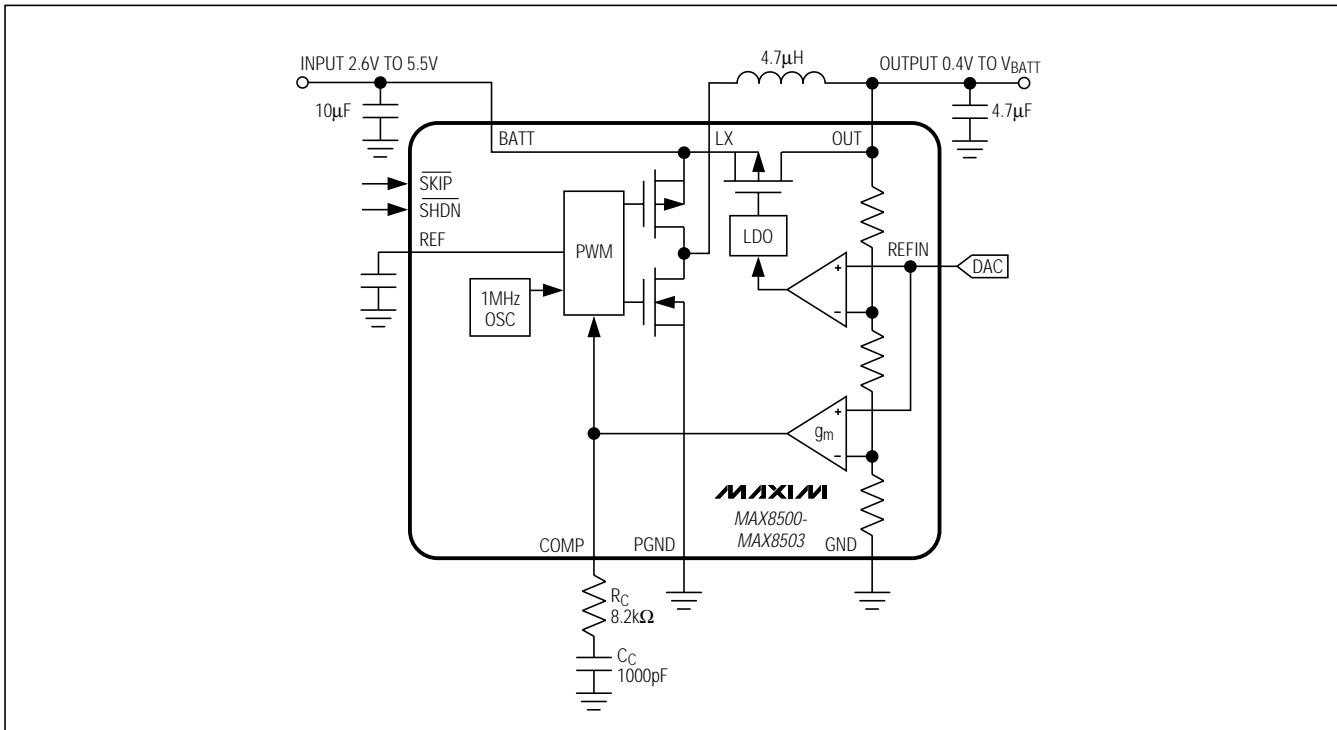 INPUT 2.6V TO 5.5V
4.7μH
OUTPUT 0.4V TO VBATT
10μF
4.7μF
BATT
LX
OUT
SKIP
SHDN
REF
PWM
LDO
REFIN
DAC
+
−
1MHz
OSC
+
gm
−
MAXIM
MAX8500-
MAX8503
COMP
PGND
GND
RC
8.2kΩ
CC
1000pF